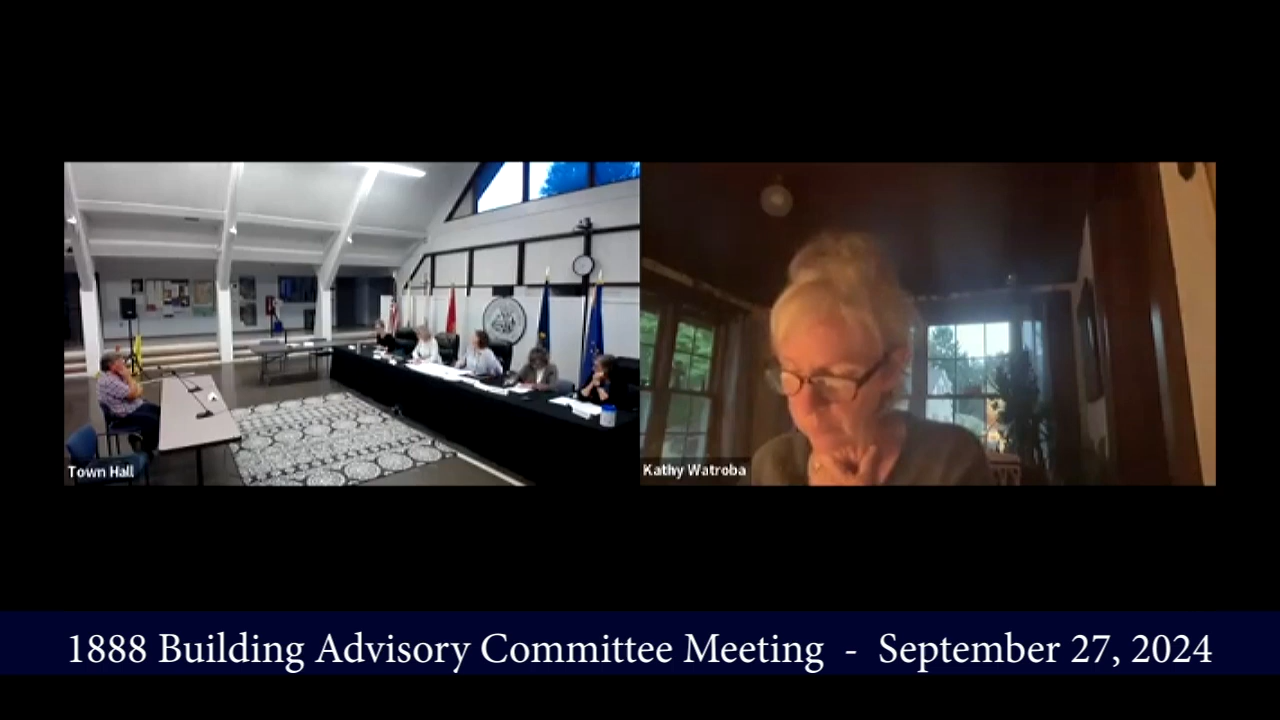 Town Hall
Kathy Watroba
1888 Building Advisory Committee Meeting - September 27, 2024